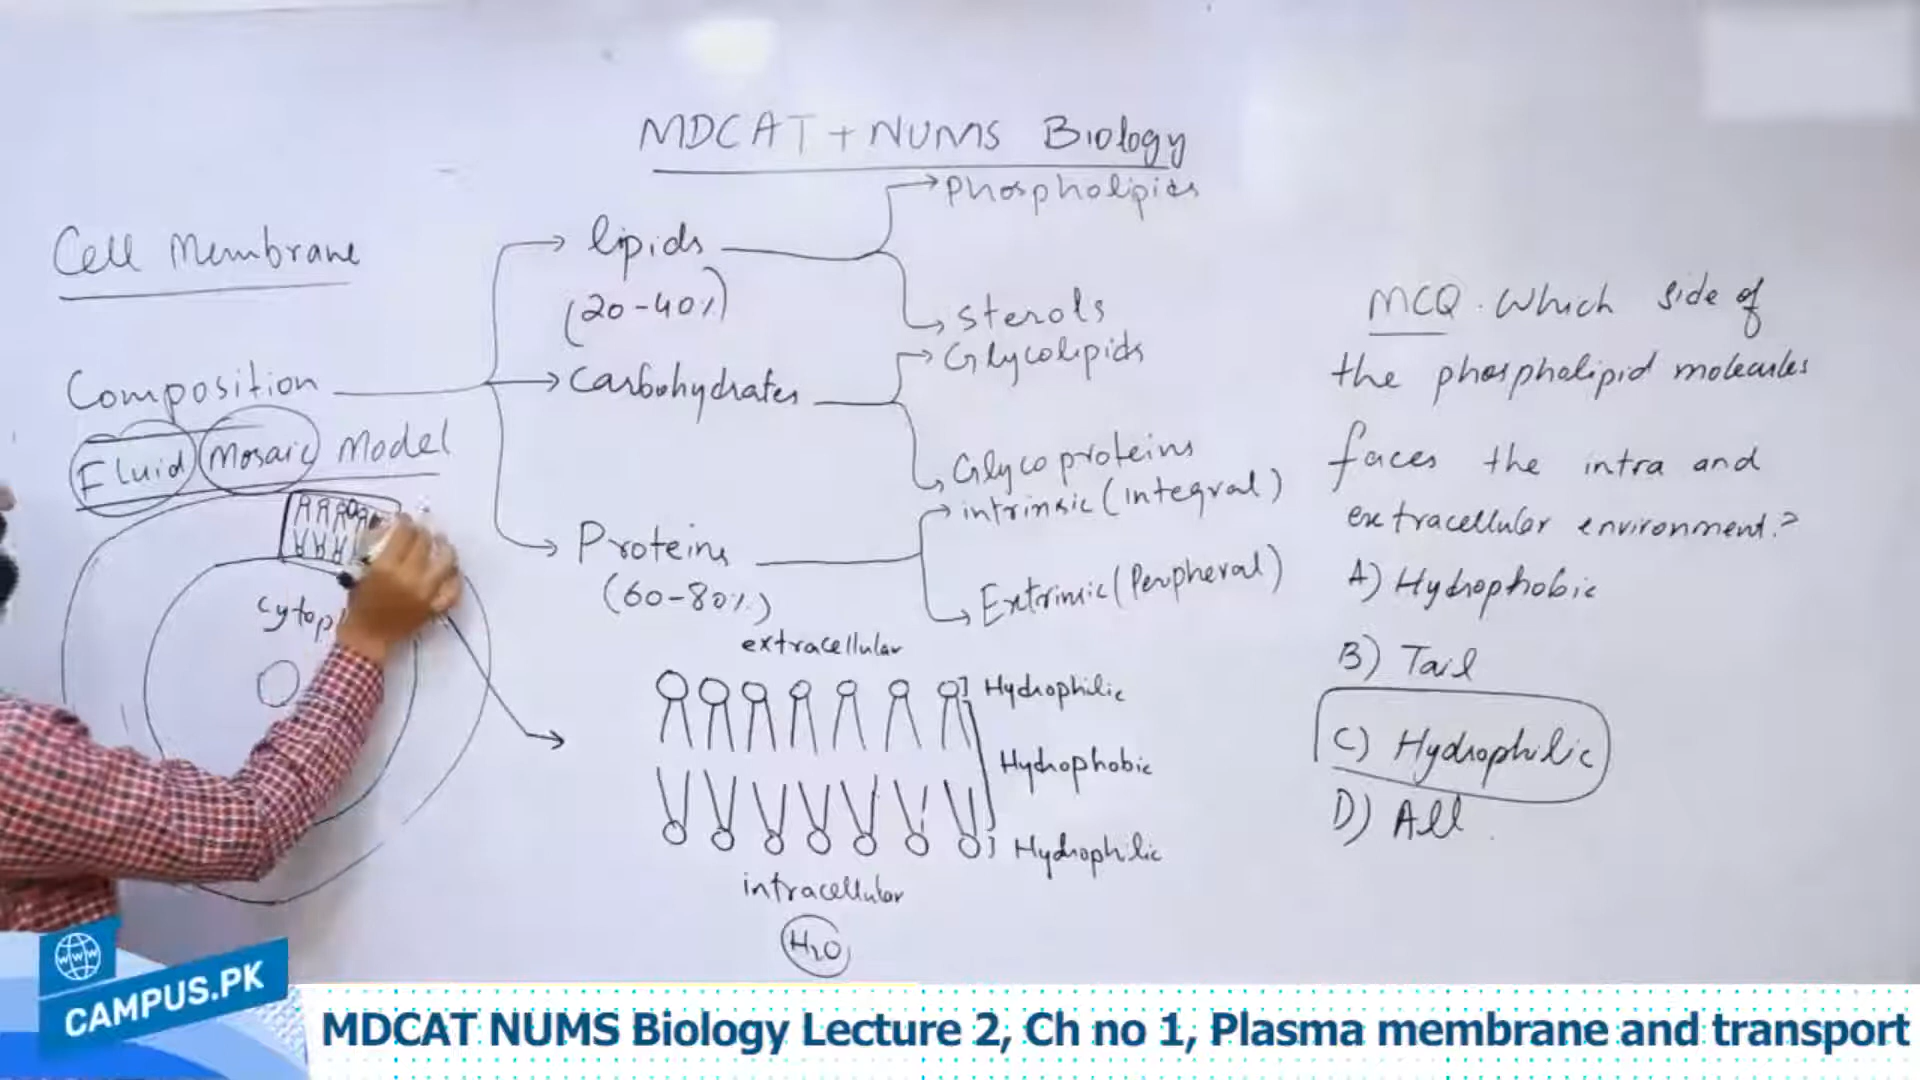 MDCAT + NUMS Biology
Cell Membrane
Composition
Fluid Mosaic Model
lipids
(20-40%)
Phospholipids
Sterols
Carbohydrates
Glycolipids
Glycoproteins
Proteins
(60-80%)
intrinsic (integral)
Extrinsic (Peripheral)
extracellular
Hydrophilic
Hydrophobic
Hydrophilic
intracellular
H2O
MCQ. Which side of
the phospholipid molecules
faces the intra and
extracellular environment?
A) Hydrophobic
B) Tail
C) Hydrophilic
D) All.
www
CAMPUS.PK
MDCAT NUMS Biology Lecture 2, Ch no 1, Plasma membrane and transport